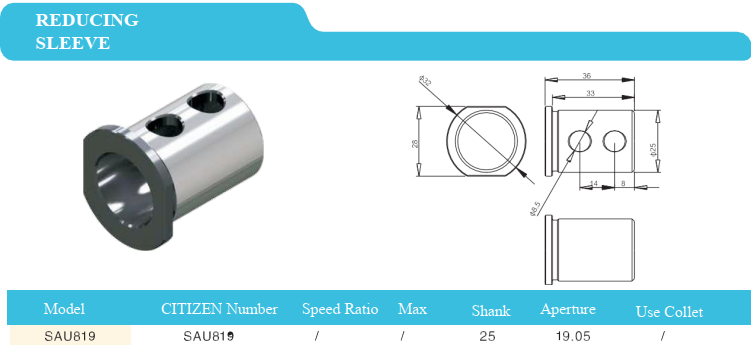 REDUCING
SLEEVE
ϕ32
28
36
33
ϕ25
14
8
ϕ8.5
Model CITIZEN Number Speed Ratio Max Shank Aperture Use Collet
SAU819 SAU819 / / 25 19.05 /